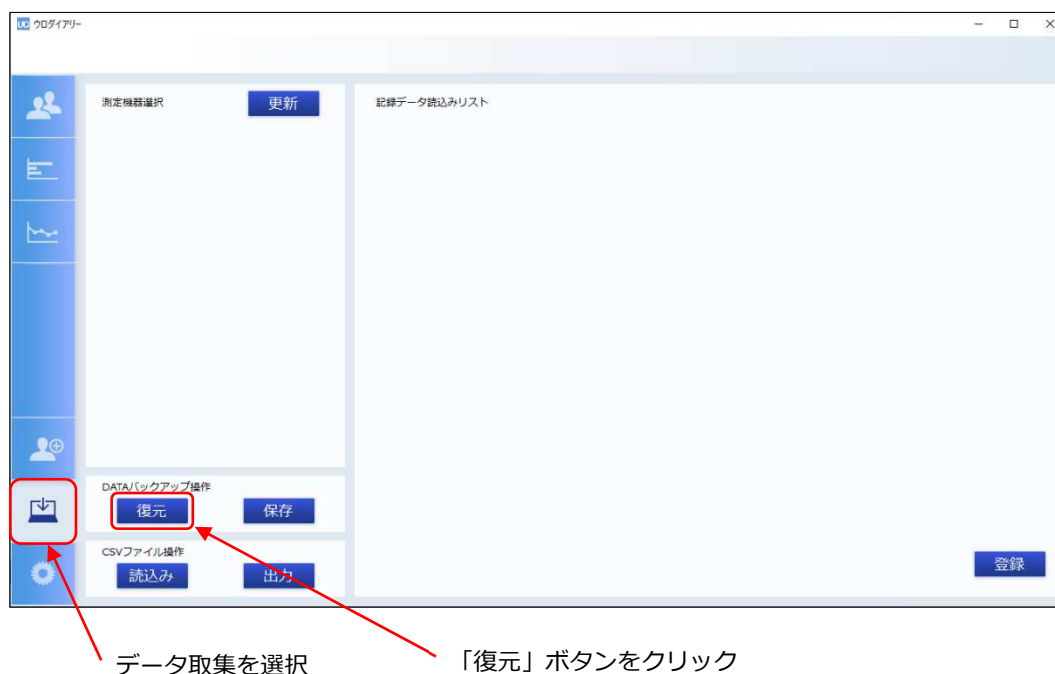 UD ウロダイアリー
測定機器選択
更新
記録データ読込みリスト
DATAバックアップ操作
復元
保存
CSVファイル操作
読込み
出力
登録
データ収集を選択
「復元」ボタンをクリック